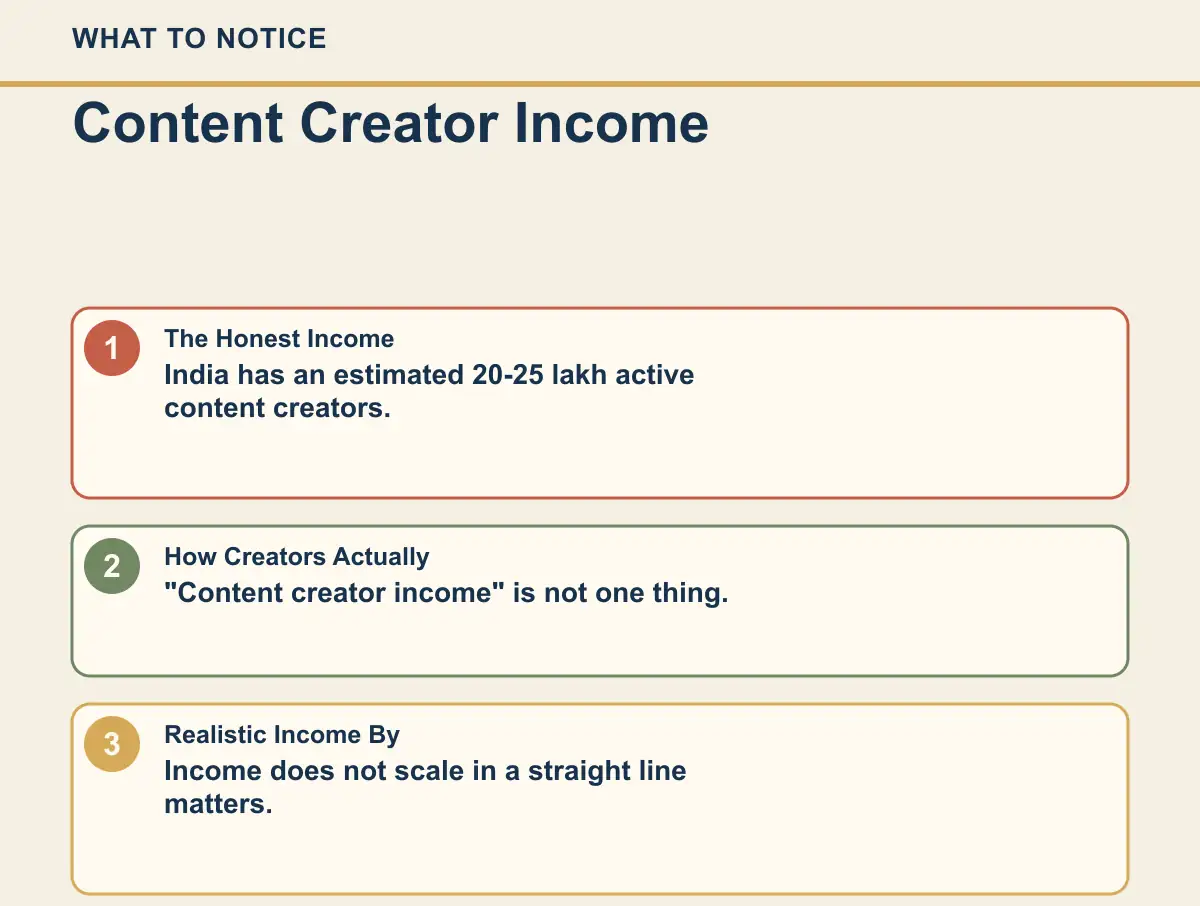 WHAT TO NOTICE
Content Creator Income
1
The Honest Income
India has an estimated 20-25 lakh active
content creators.
2
How Creators Actually
"Content creator income" is not one thing.
3
Realistic Income By
Income does not scale in a straight line
matters.